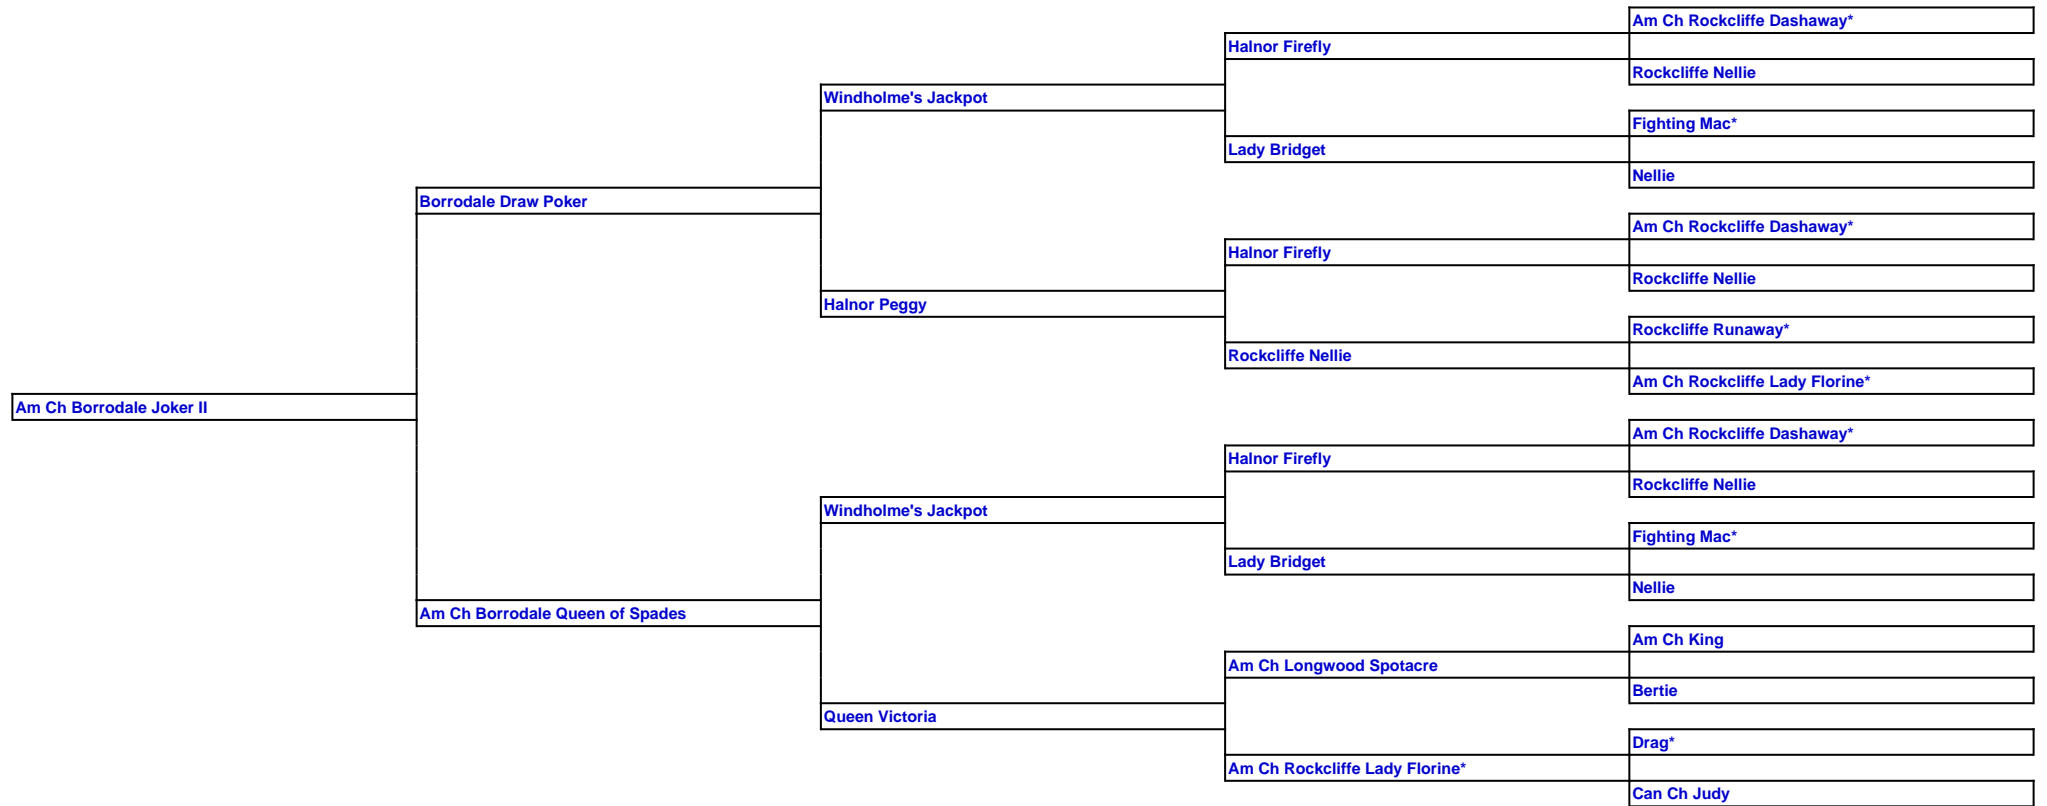 Am Ch Rockcliffe Dashaway*
Halnor Firefly
Rockcliffe Nellie
Windholme's Jackpot
Fighting Mac*
Lady Bridget
Nellie
Borrodale Draw Poker
Am Ch Rockcliffe Dashaway*
Halnor Firefly
Rockcliffe Nellie
Halnor Peggy
Rockcliffe Runaway*
Rockcliffe Nellie
Am Ch Rockcliffe Lady Florine*
Am Ch Borrodale Joker II
Am Ch Rockcliffe Dashaway*
Halnor Firefly
Rockcliffe Nellie
Windholme's Jackpot
Fighting Mac*
Lady Bridget
Nellie
Am Ch Borrodale Queen of Spades
Am Ch King
Am Ch Longwood Spotacre
Bertie
Queen Victoria
Drag*
Am Ch Rockcliffe Lady Florine*
Can Ch Judy